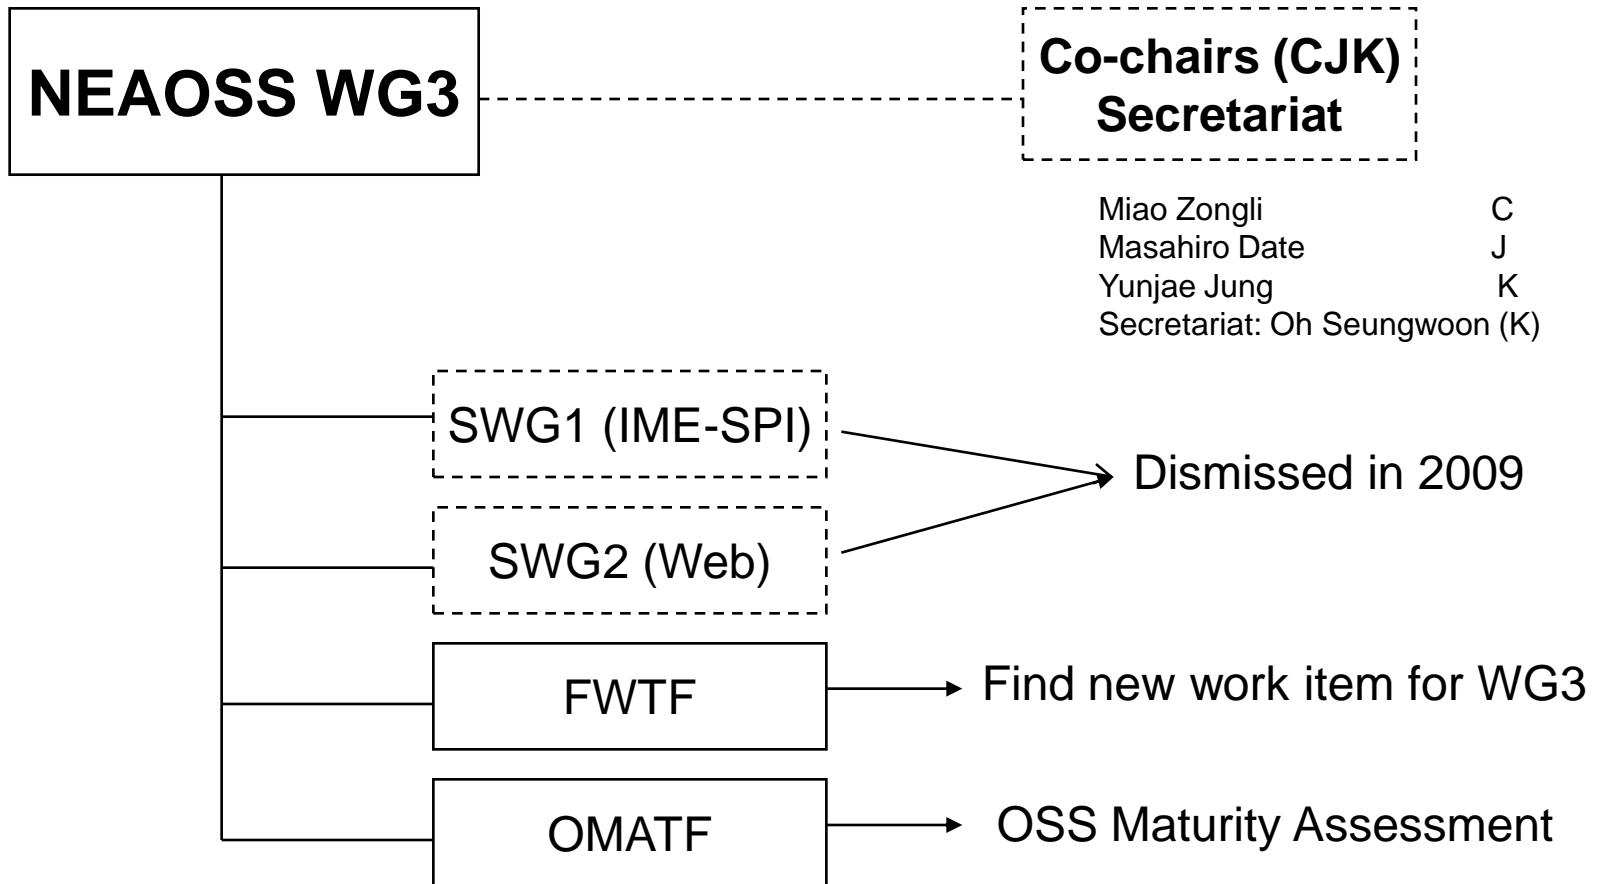 NEAOSS WG3
Co-chairs (CJK)
Secretariat
Miao Zongli C
Masahiro Date J
Yunjae Jung K
Secretariat: Oh Seungwoon (K)
SWG1 (IME-SPI)
Dismissed in 2009
SWG2 (Web)
FWTF
Find new work item for WG3
OMATF
OSS Maturity Assessment